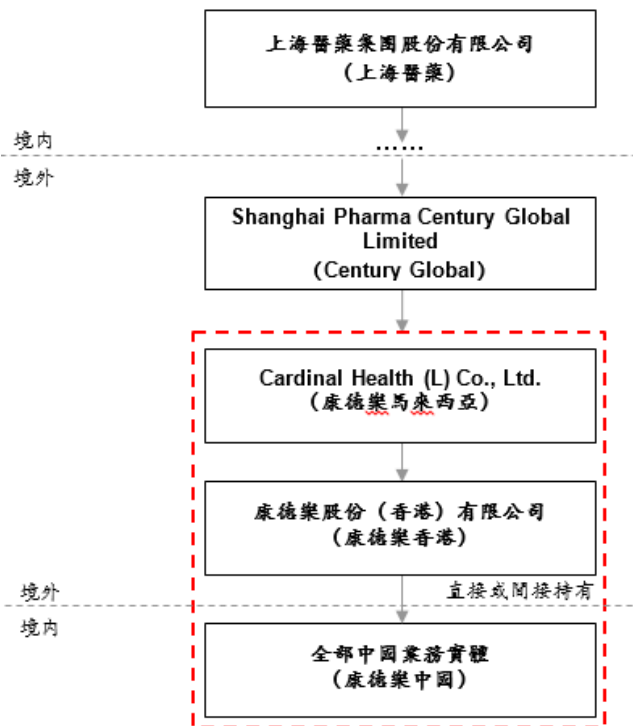 上海醫藥集團股份有限公司
(上海醫藥)
境内
……
境外
Shanghai Pharma Century Global
Limited
(Century Global)
Cardinal Health (L) Co., Ltd.
(康德樂馬來西亞)
康德樂股份（香港）有限公司
(康德樂香港)
境外
直接或間接持有
境内
全部中國業務實體
(康德樂中國)